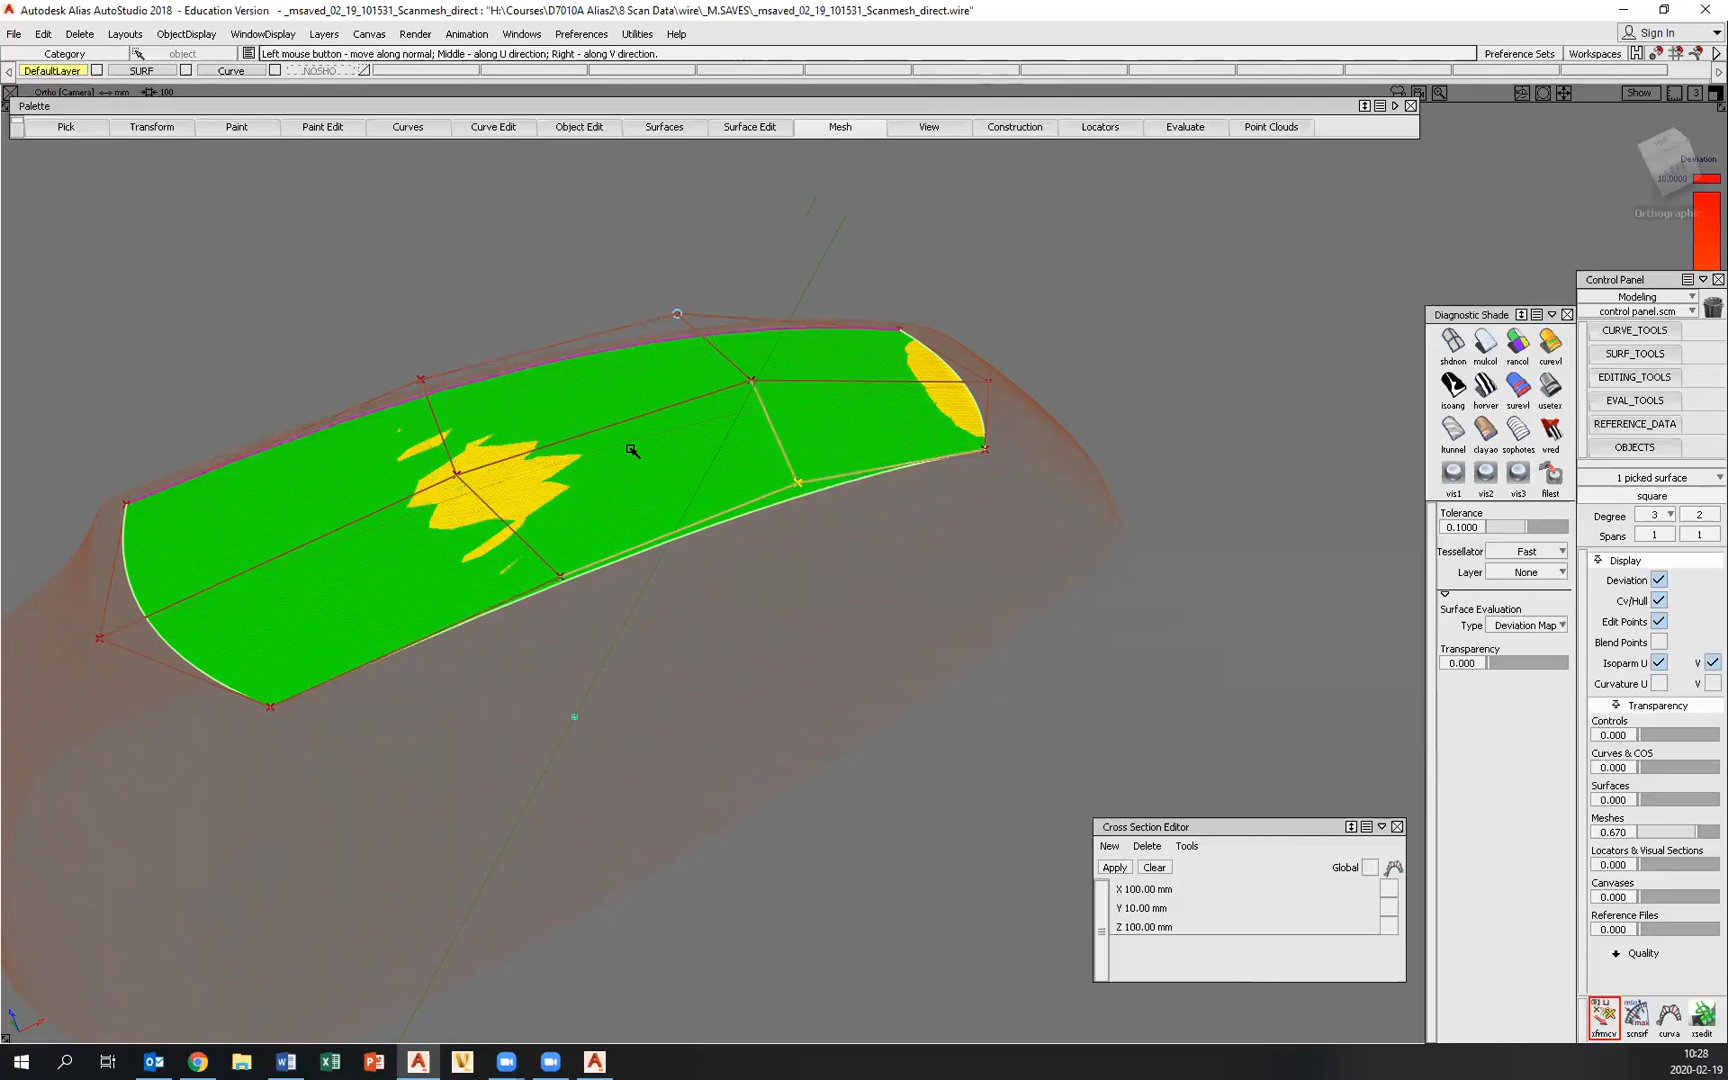 Autodesk Alias AutoStudio 2018 - Education Version - _msaved_02_19_101531_Scanmesh_direct : "H:\Courses\D7010A Alias2\8 Scan Data\wire\_M.SAVES\_msaved_02_19_101531_Scanmesh_direct.wire"
File Edit Delete Layouts ObjectDisplay WindowDisplay Layers Canvas Render Animation Windows Preferences Utilities Help
Sign In
Category object Left mouse button - move along normal; Middle - along U direction; Right - along V direction. Preference Sets Workspaces
DefaultLayer SURF Curve NOSHO
Ortho [Camera] mm 100 Show 3
Palette
Pick Transform Paint Paint Edit Curves Curve Edit Object Edit Surfaces Surface Edit Mesh View Construction Locators Evaluate Point Clouds
TOP
LEFT
Deviation
10.0000
Orthographic
Control Panel
Modeling
control panel.scm
CURVE_TOOLS
SURF_TOOLS
EDITING_TOOLS
EVAL_TOOLS
REFERENCE_DATA
OBJECTS
1 picked surface
square
Degree 3 2
Spans 1 1
Display
Deviation
Cv/Hull
Edit Points
Blend Points
Isoparm U V
Curvature U V
Transparency
Controls
0.000
Curves & COS
0.000
Surfaces
0.000
Meshes
0.670
Locators & Visual Sections
0.000
Canvases
0.000
Reference Files
0.000
Quality
xfrmcv scnsrf curva xsedit
Diagnostic Shade
shdnon mulcol rancol curevl
isoang horver surevl usetex
ltunnel clayao sophotes vred
vis1 vis2 vis3 filest
Tolerance
0.1000
Tessellator Fast
Layer None
Surface Evaluation
Type Deviation Map
Transparency
0.000
Cross Section Editor
New Delete Tools
Apply Clear Global
X 100.00 mm
Y 10.00 mm
Z 100.00 mm
10:28
2020-02-19